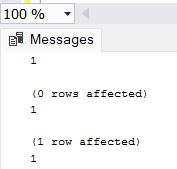 100 %
Messages
1
(0 rows affected)
1
(1 row affected)
1